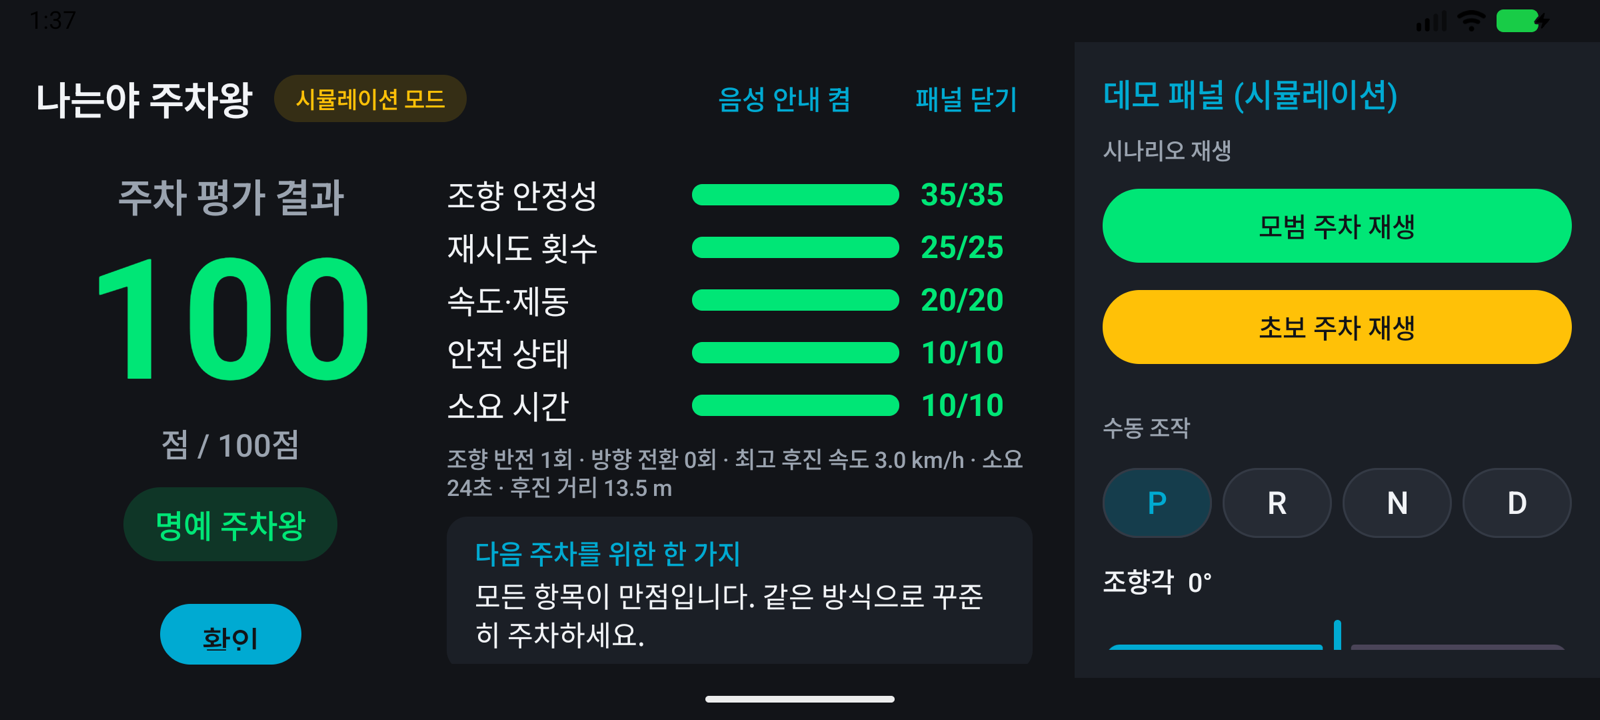 1:37
나는야 주차왕
시뮬레이션 모드
음성 안내 켬
패널 닫기
주차 평가 결과
100
점 / 100점
명예 주차왕
확인
조향 안정성 35/35
재시도 횟수 25/25
속도·제동 20/20
안전 상태 10/10
소요 시간 10/10
조향 반전 1회 · 방향 전환 0회 · 최고 후진 속도 3.0 km/h · 소요
24초 · 후진 거리 13.5 m
다음 주차를 위한 한 가지
모든 항목이 만점입니다. 같은 방식으로 꾸준
히 주차하세요.
데모 패널 (시뮬레이션)
시나리오 재생
모범 주차 재생
초보 주차 재생
수동 조작
P R N D
조향각 0°